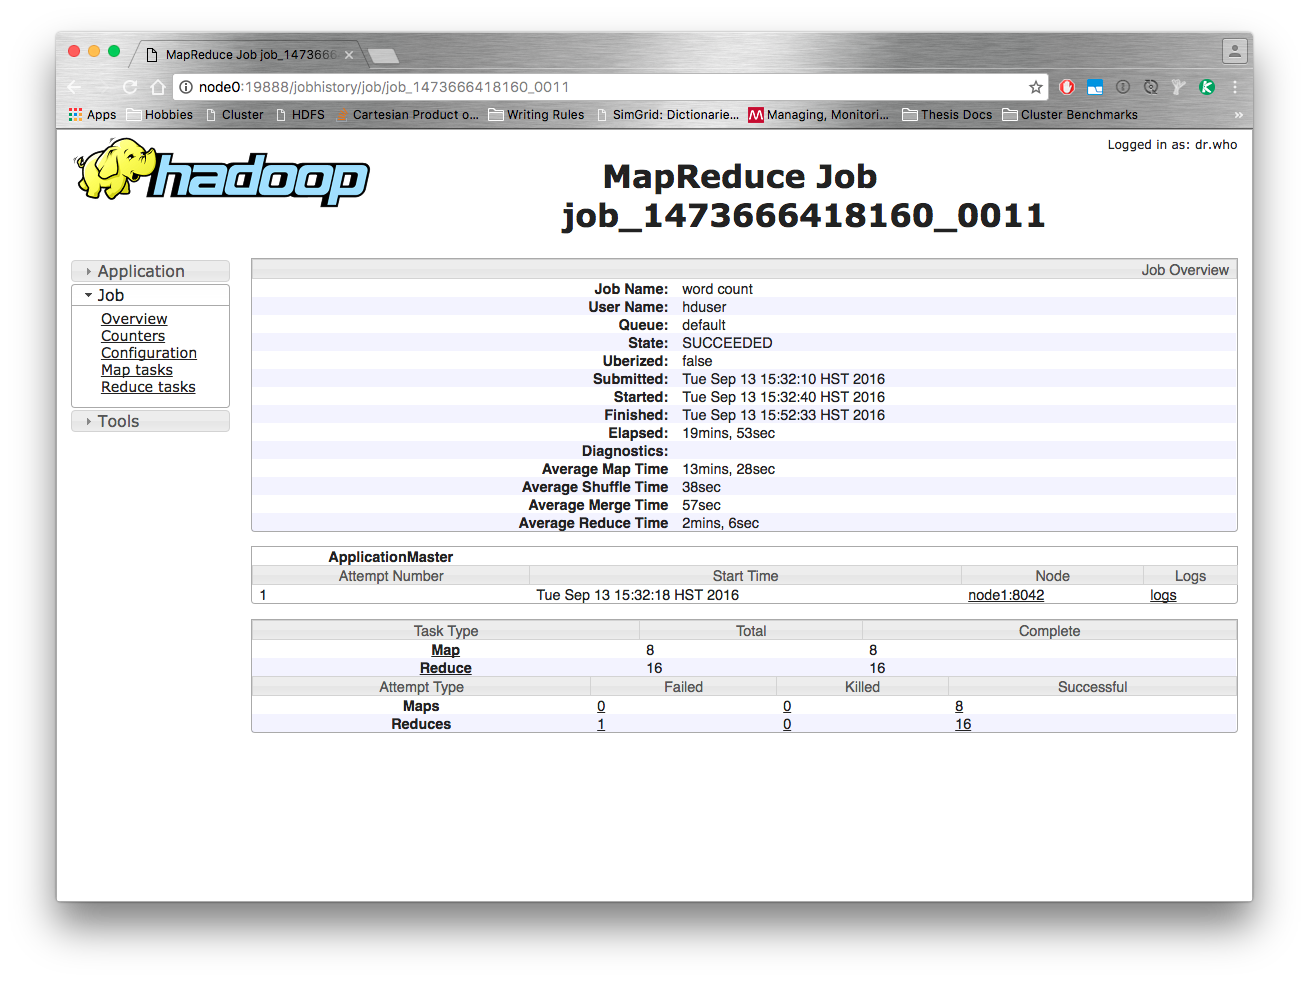 MapReduce Job job_1473666
node0:19888/jobhistory/job/job_1473666418160_0011
Apps Hobbies Cluster HDFS Cartesian Product o... Writing Rules SimGrid: Dictionarie... Managing, Monitori... Thesis Docs Cluster Benchmarks »
Logged in as: dr.who
hadoop
MapReduce Job
job_1473666418160_0011
Application
Job
Overview
Counters
Configuration
Map tasks
Reduce tasks
Tools
Job Overview
Job Name: word count
User Name: hduser
Queue: default
State: SUCCEEDED
Uberized: false
Submitted: Tue Sep 13 15:32:10 HST 2016
Started: Tue Sep 13 15:32:40 HST 2016
Finished: Tue Sep 13 15:52:33 HST 2016
Elapsed: 19mins, 53sec
Diagnostics:
Average Map Time 13mins, 28sec
Average Shuffle Time 38sec
Average Merge Time 57sec
Average Reduce Time 2mins, 6sec
ApplicationMaster
Attempt Number Start Time Node Logs
1 Tue Sep 13 15:32:18 HST 2016 node1:8042 logs
Task Type Total Complete
Map 8 8
Reduce 16 16
Attempt Type Failed Killed Successful
Maps 0 0 8
Reduces 1 0 16